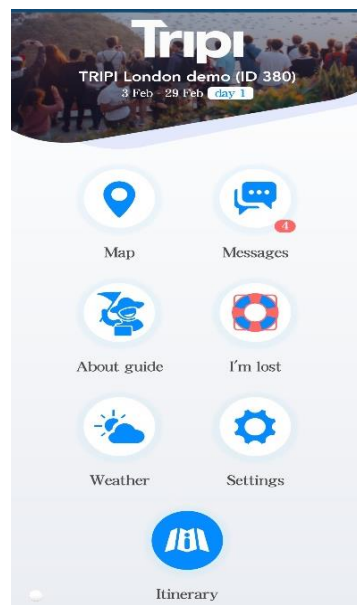 Tripi
TRIPI London demo (ID 380)
3 Feb - 29 Feb day 1
Map
Messages
4
About guide
I'm lost
Weather
Settings
Itinerary